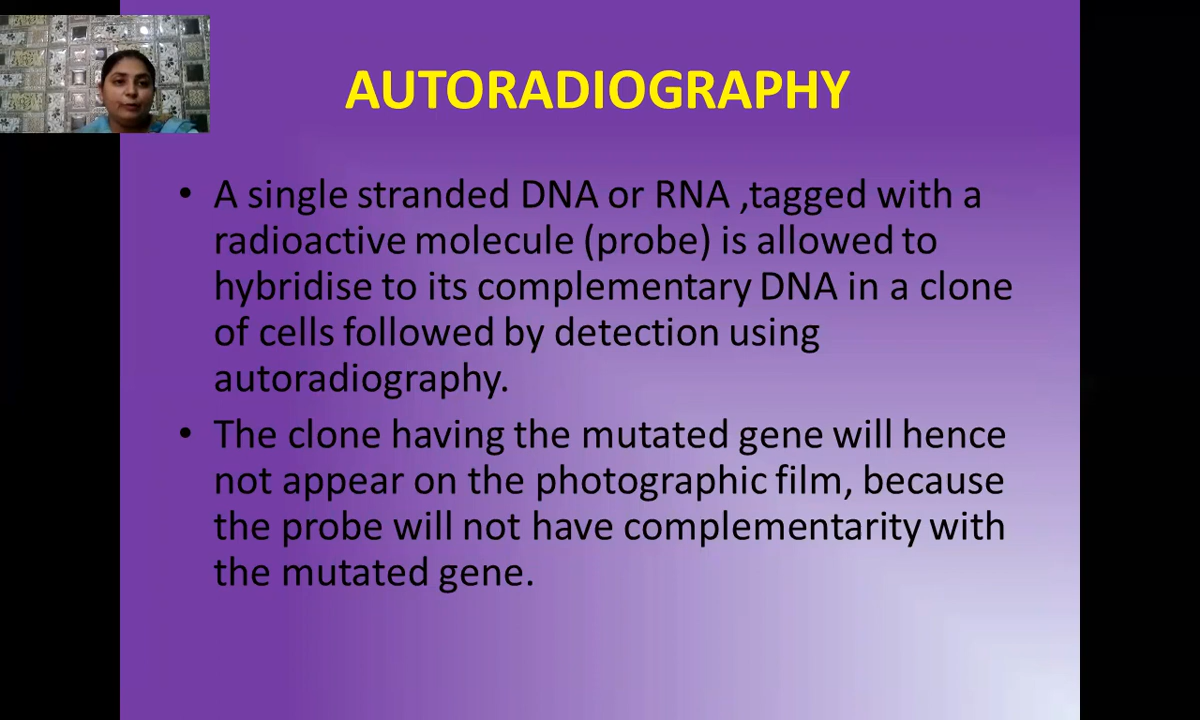 AUTORADIOGRAPHY
• A single stranded DNA or RNA ,tagged with a
radioactive molecule (probe) is allowed to
hybridise to its complementary DNA in a clone
of cells followed by detection using
autoradiography.
• The clone having the mutated gene will hence
not appear on the photographic film, because
the probe will not have complementarity with
the mutated gene.